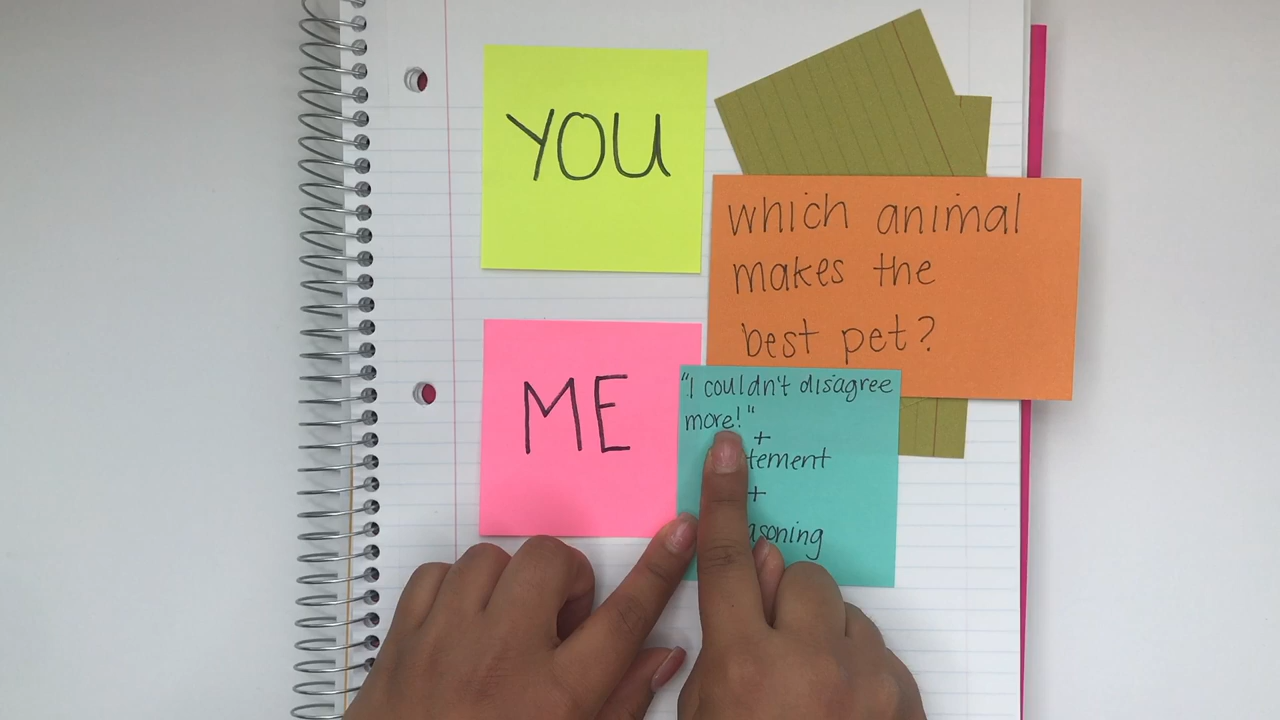 YOU
which animal
makes the
best pet?
ME
"I couldn't disagree
more!"
+
+